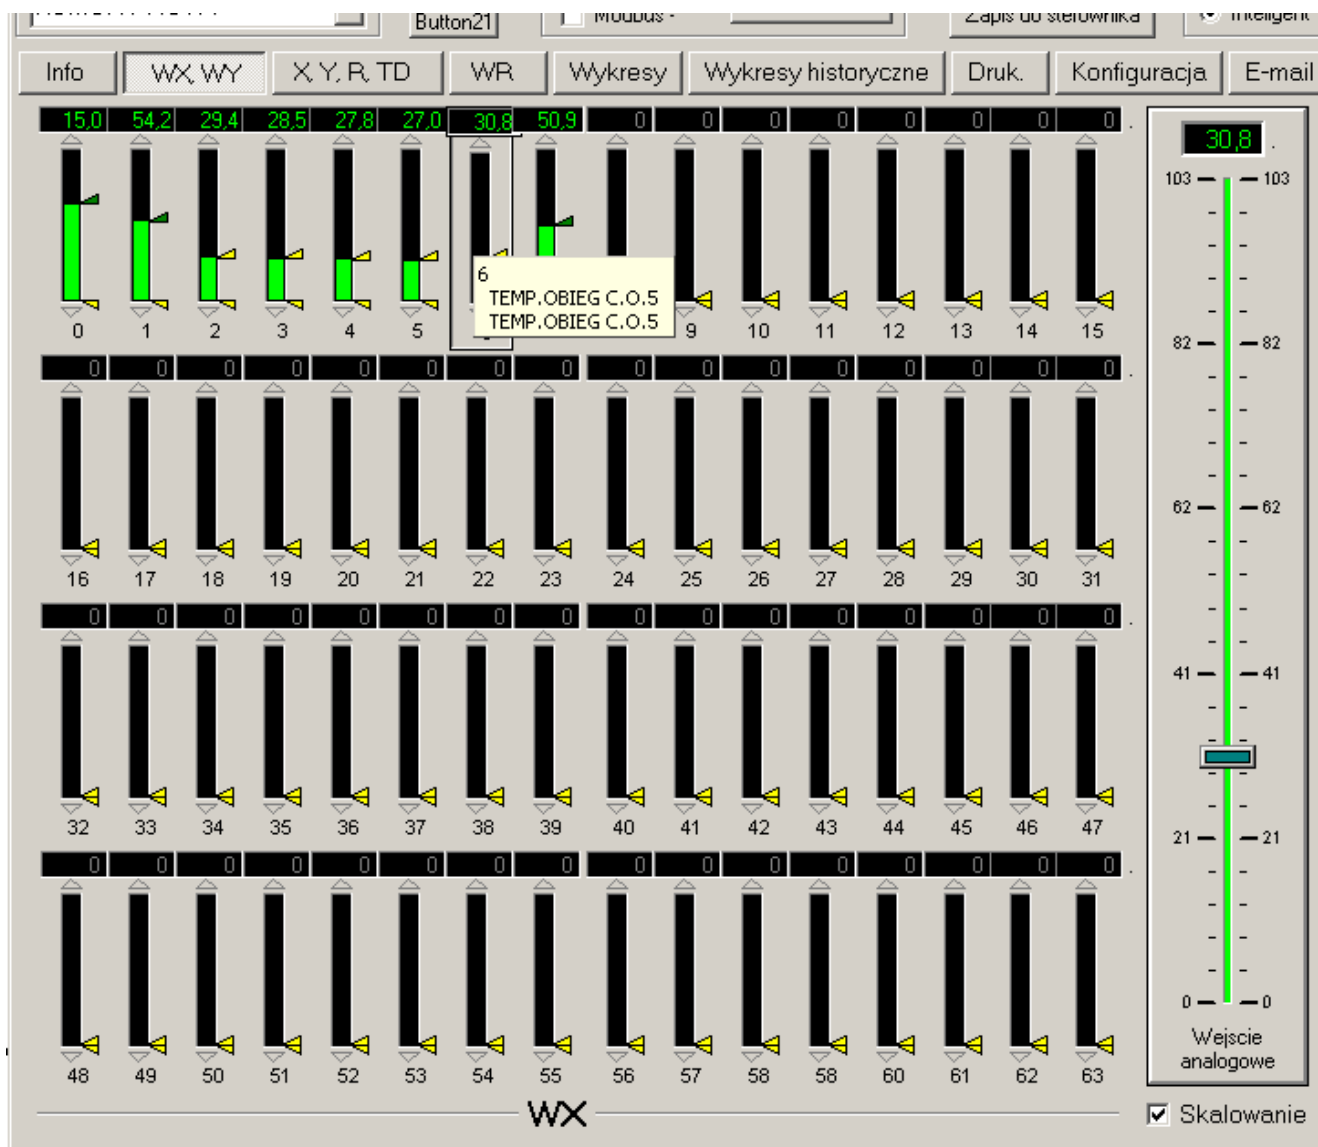 Button21
Modbus -
Zapis do sterownika
Inteligent
Info WX, WY X, Y, R, TD WR Wykresy Wykresy historyczne Druk. Konfiguracja E-mail
15,0 54,2 29,4 28,5 27,8 27,0 30,8 50,9 0 0 0 0 0 0 0 0 .
30,8 .
103 103
6
TEMP.OBIEG C.O.5
TEMP.OBIEG C.O.5
0 1 2 3 4 5 9 10 11 12 13 14 15
82 82
0 0 0 0 0 0 0 0 0 0 0 0 0 0 0 0 .
62 62
16 17 18 19 20 21 22 23 24 25 26 27 28 29 30 31
0 0 0 0 0 0 0 0 0 0 0 0 0 0 0 0 .
41 41
32 33 34 35 36 37 38 39 40 41 42 43 44 45 46 47
21 21
0 0 0 0 0 0 0 0 0 0 0 0 0 0 0 0 .
0 0
Wejscie
analogowe
48 49 50 51 52 53 54 55 56 57 58 58 60 61 62 63
WX
Skalowanie